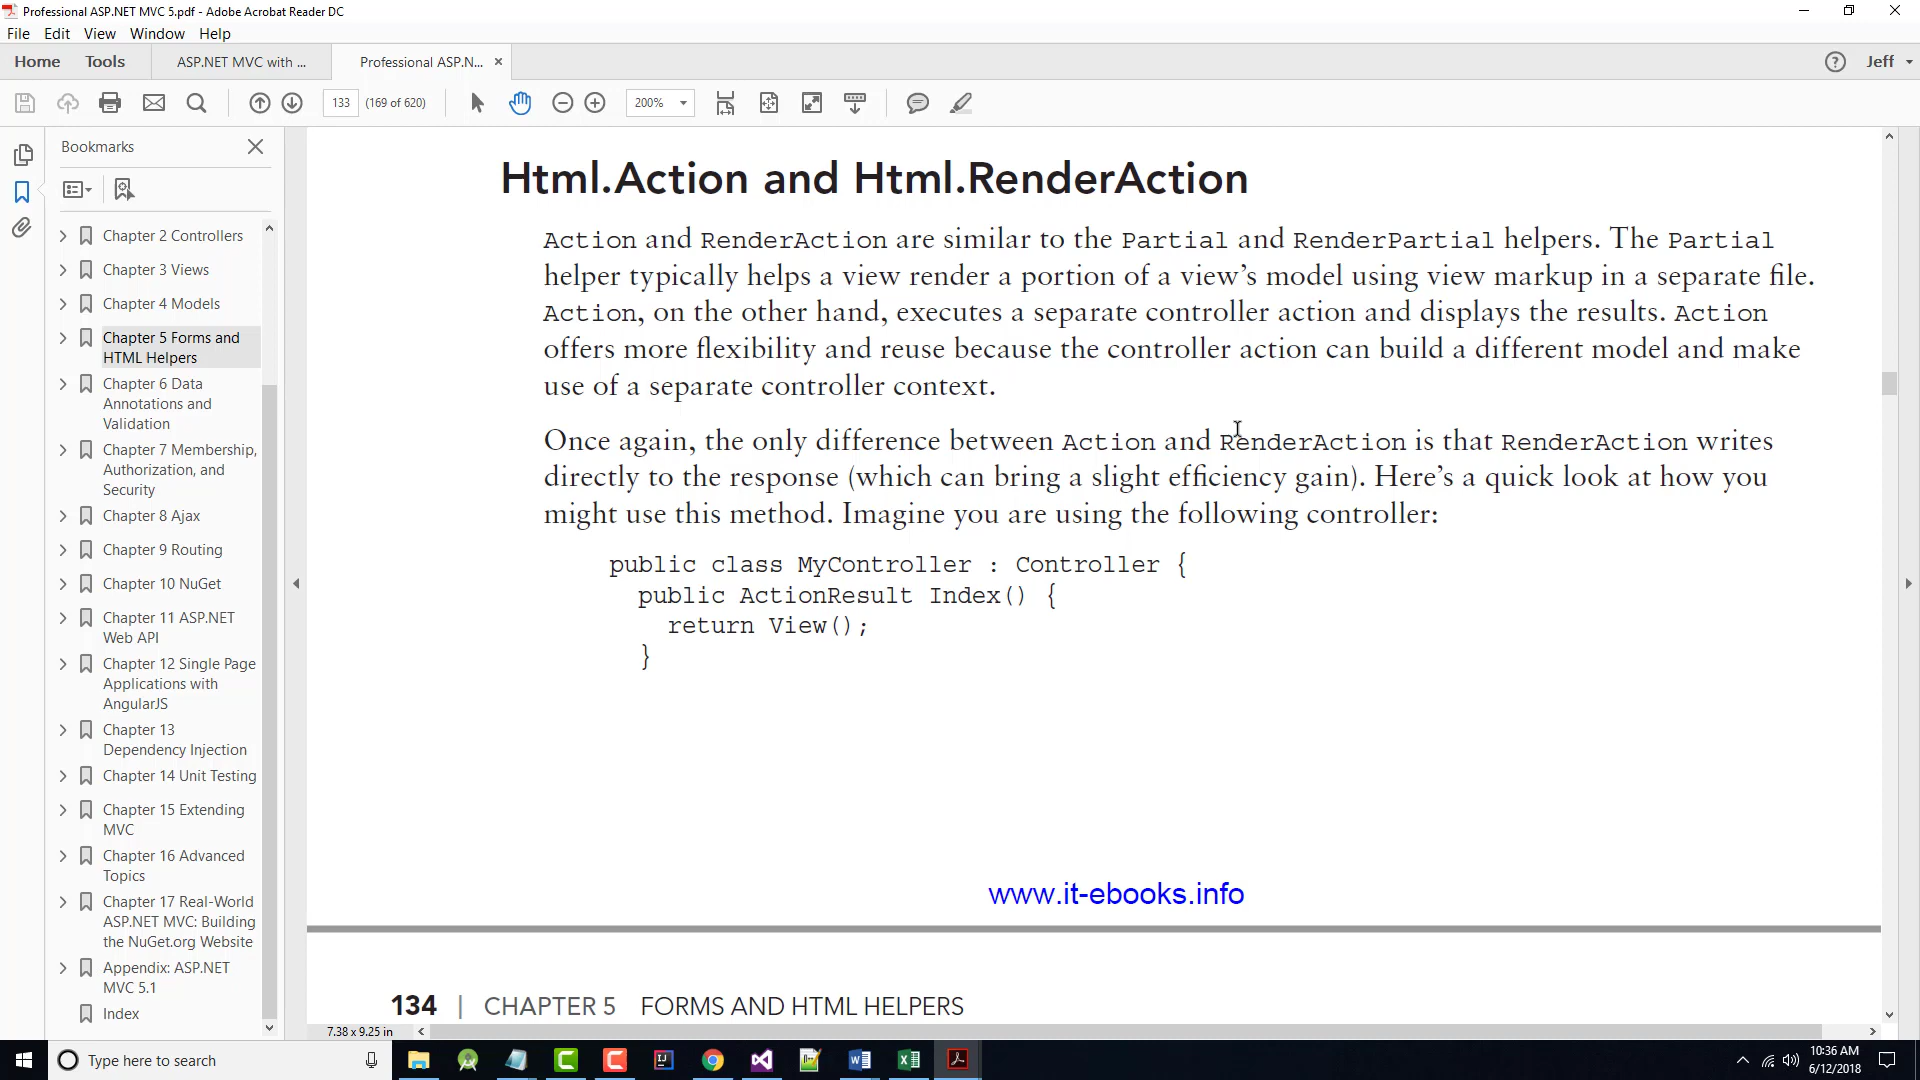 Professional ASP.NET MVC 5.pdf - Adobe Acrobat Reader DC
File Edit View Window Help
Home Tools ASP.NET MVC with ... Professional ASP.N... Jeff
133 (169 of 620) 200%
Bookmarks
Chapter 2 Controllers
Chapter 3 Views
Chapter 4 Models
Chapter 5 Forms and
HTML Helpers
Chapter 6 Data
Annotations and
Validation
Chapter 7 Membership,
Authorization, and
Security
Chapter 8 Ajax
Chapter 9 Routing
Chapter 10 NuGet
Chapter 11 ASP.NET
Web API
Chapter 12 Single Page
Applications with
AngularJS
Chapter 13
Dependency Injection
Chapter 14 Unit Testing
Chapter 15 Extending
MVC
Chapter 16 Advanced
Topics
Chapter 17 Real-World
ASP.NET MVC: Building
the NuGet.org Website
Appendix: ASP.NET
MVC 5.1
Index
Html.Action and Html.RenderAction
Action and RenderAction are similar to the Partial and RenderPartial helpers. The Partial
helper typically helps a view render a portion of a view’s model using view markup in a separate file.
Action, on the other hand, executes a separate controller action and displays the results. Action
offers more flexibility and reuse because the controller action can build a different model and make
use of a separate controller context.
Once again, the only difference between Action and RenderAction is that RenderAction writes
directly to the response (which can bring a slight efficiency gain). Here’s a quick look at how you
might use this method. Imagine you are using the following controller:
public class MyController : Controller {
public ActionResult Index() {
return View();
}
www.it-ebooks.info
134 | CHAPTER 5 FORMS AND HTML HELPERS
7.38 x 9.25 in
Type here to search
10:36 AM
6/12/2018